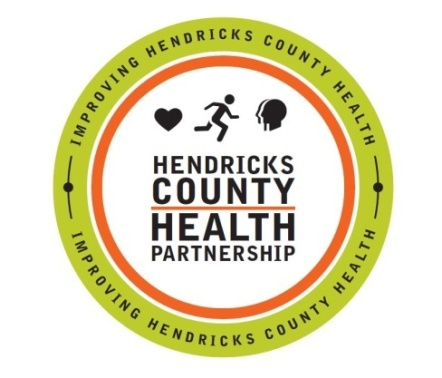 IMPROVING HENDRICKS COUNTY HEALTH
HENDRICKS
COUNTY
HEALTH
PARTNERSHIP
IMPROVING HENDRICKS COUNTY HEALTH